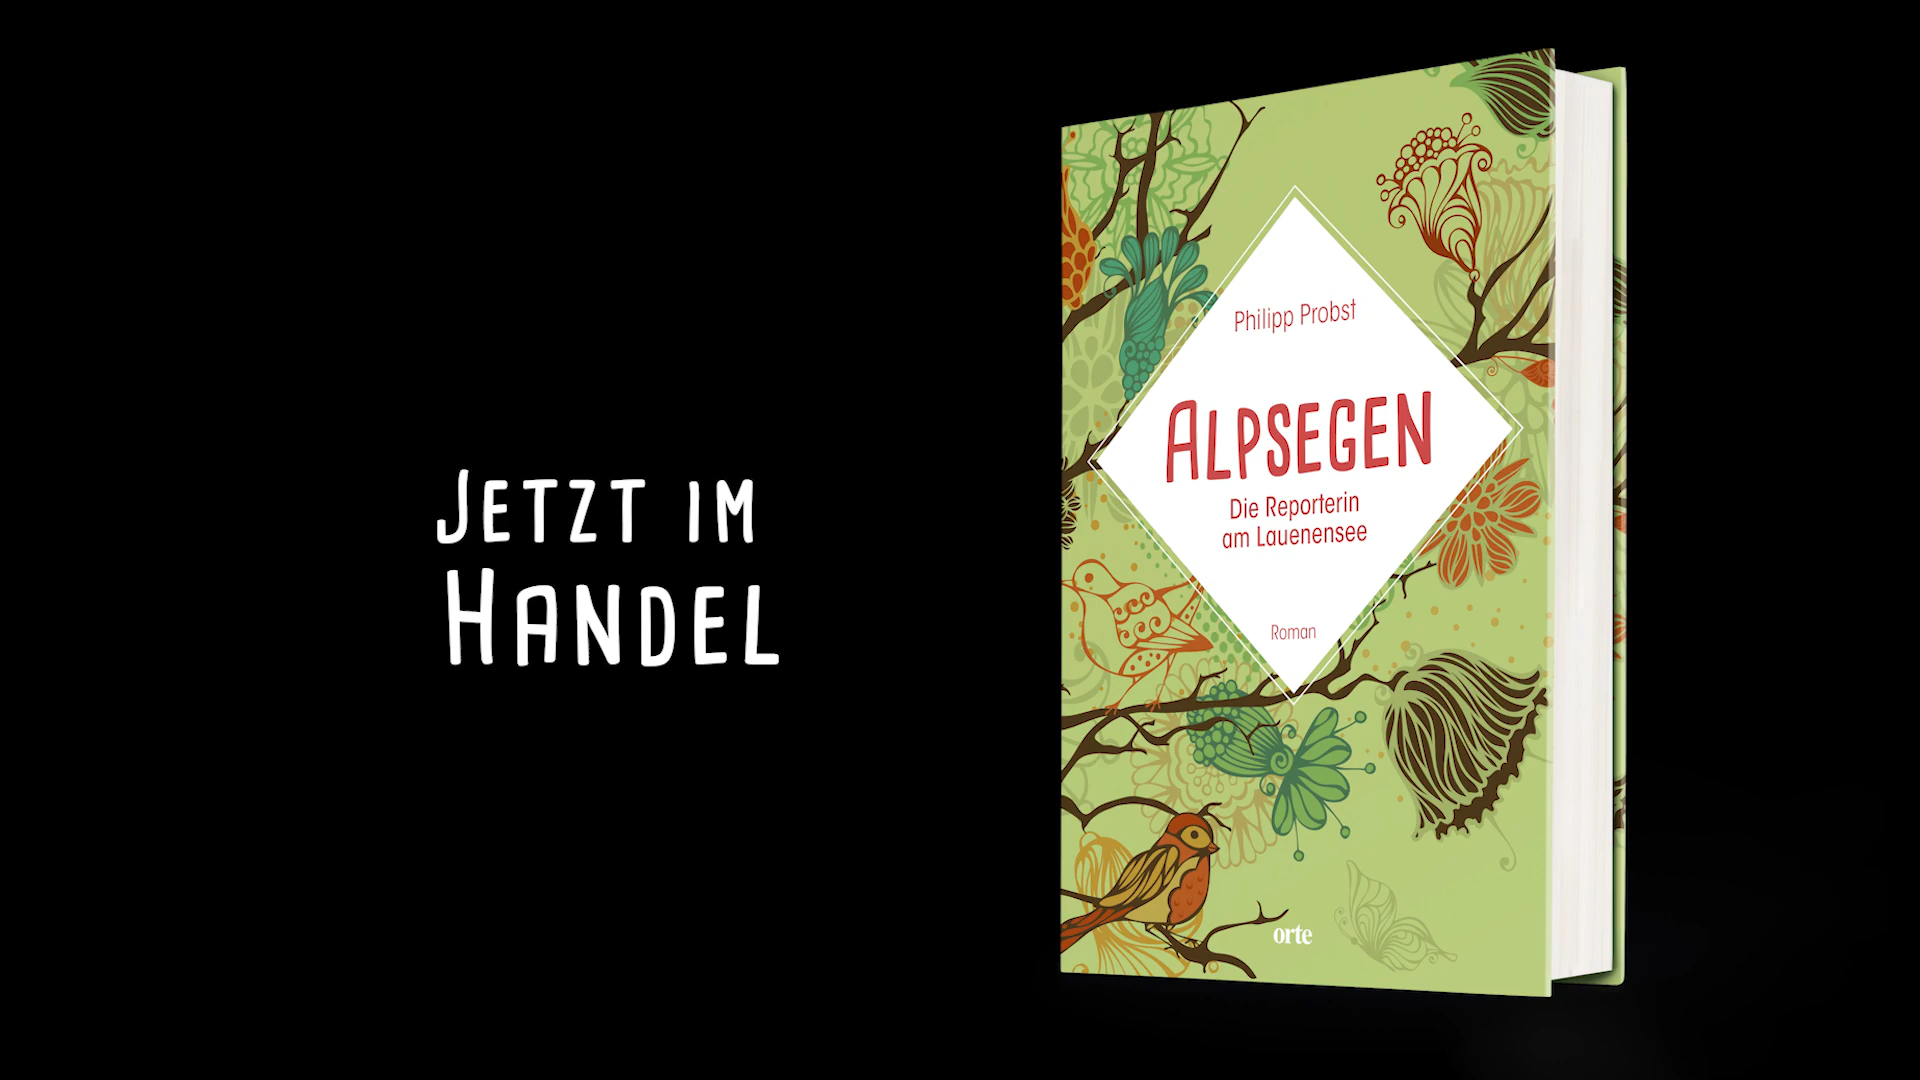 Jetzt im
Handel
Philipp Probst
Alpsegen
Die Reporterin
am Lauenensee
Roman
orte